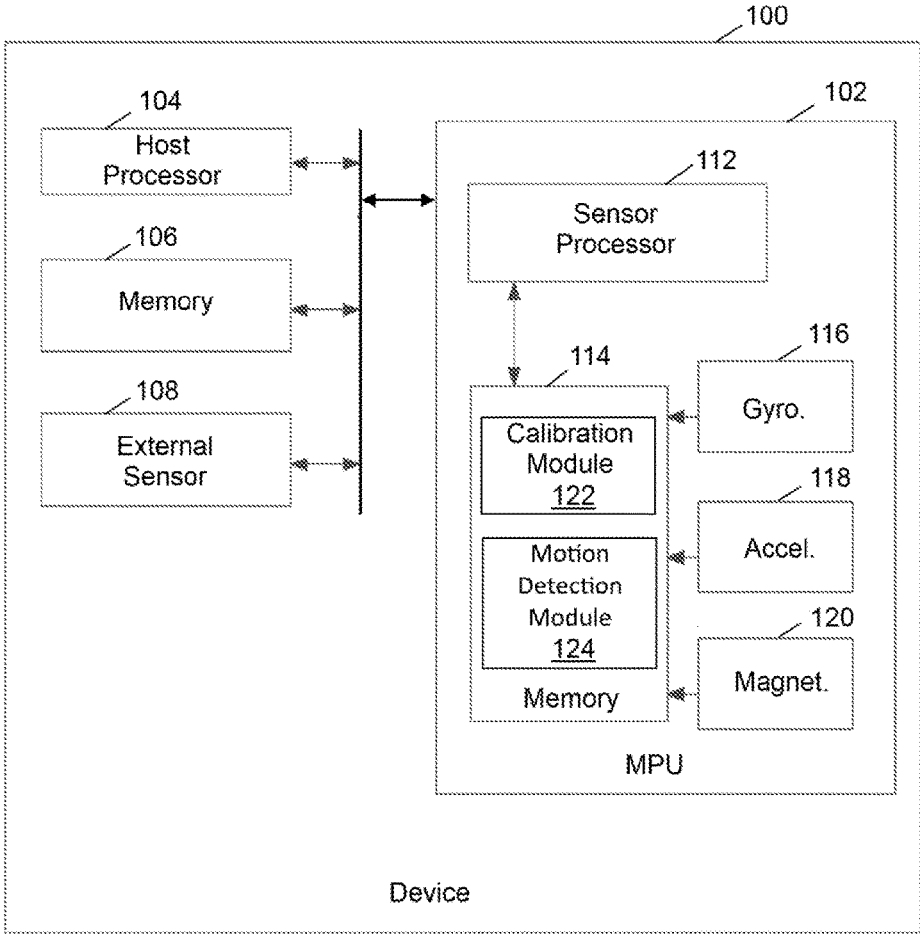 100
104
Host
Processor
106
Memory
108
External
Sensor
102
112
Sensor
Processor
114
Calibration
Module
122
Motion
Detection
Module
124
Memory
116
Gyro.
118
Accel.
120
Magnet.
MPU
Device